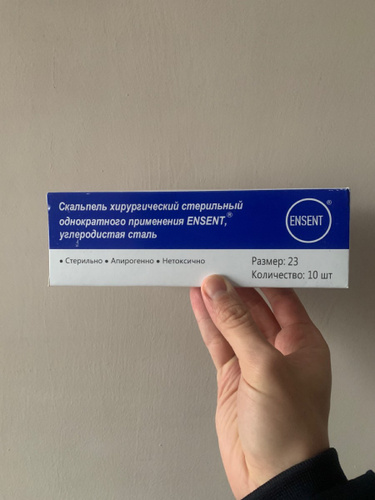 Скальпель хирургический стерильный
однократного применения ENSENT,®
углеродистая сталь
ENSENT ®
• Стерильно • Апирогенно • Нетоксично
Размер: 23
Количество: 10 шт